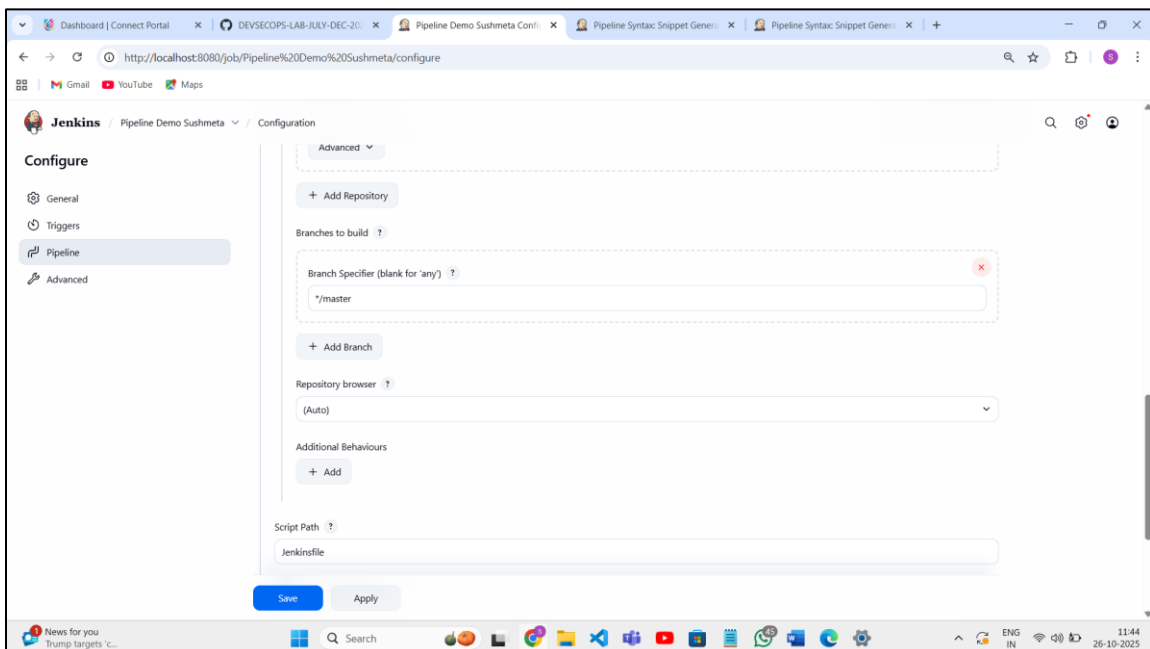 Dashboard | Connect Portal
DEVSECOPS-LAB-JULY-DEC-20
Pipeline Demo Sushmeta Confi
Pipeline Syntax: Snippet Genera
Pipeline Syntax: Snippet Genera
http://localhost:8080/job/Pipeline%20Demo%20Sushmeta/configure
S
Gmail YouTube Maps
Jenkins / Pipeline Demo Sushmeta / Configuration
Configure
General
Triggers
Pipeline
Advanced
Advanced
+ Add Repository
Branches to build ?
Branch Specifier (blank for 'any') ?
*/master
+ Add Branch
Repository browser ?
(Auto)
Additional Behaviours
+ Add
Script Path ?
Jenkinsfile
Save Apply
1
News for you
Trump targets 'c...
Search
45
ENG
IN
11:44
26-10-2025